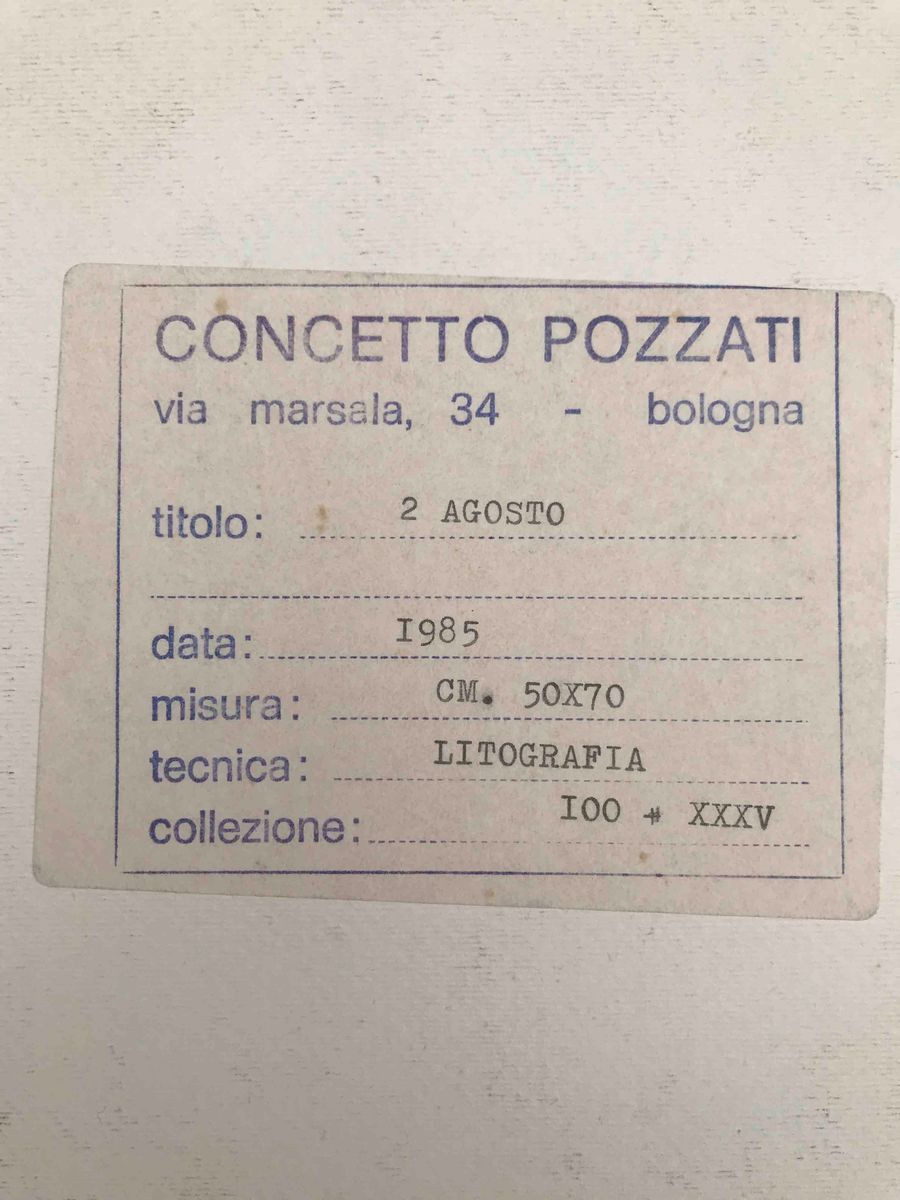 CONCETTO POZZATI
via marsala, 34 - bologna
titolo: 2 AGOSTO
data: I985
misura: CM. 50X70
tecnica: LITOGRAFIA
collezione: I00 # XXXV